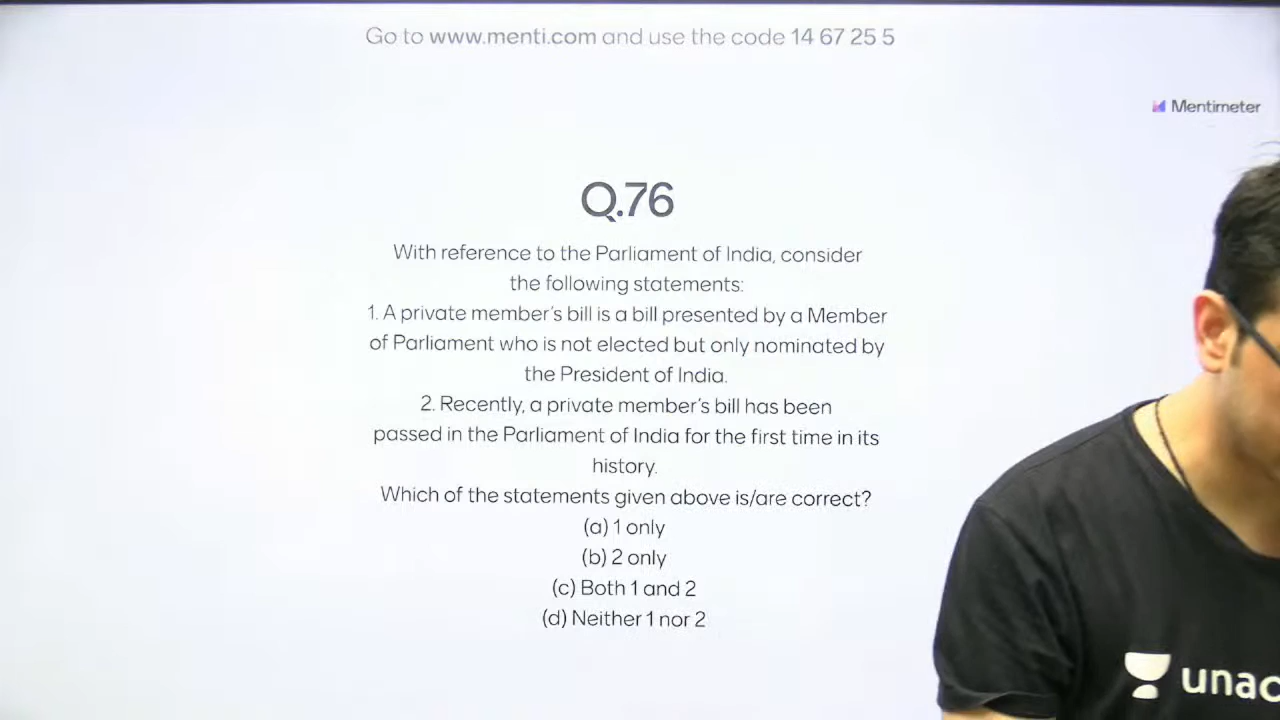 Go to www.menti.com and use the code 14 67 25 5
Mentimeter
Q.76
With reference to the Parliament of India, consider
the following statements:
1. A private member's bill is a bill presented by a Member
of Parliament who is not elected but only nominated by
the President of India.
2. Recently, a private member's bill has been
passed in the Parliament of India for the first time in its
history.
Which of the statements given above is/are correct?
(a) 1 only
(b) 2 only
(c) Both 1 and 2
(d) Neither 1 nor 2
unac